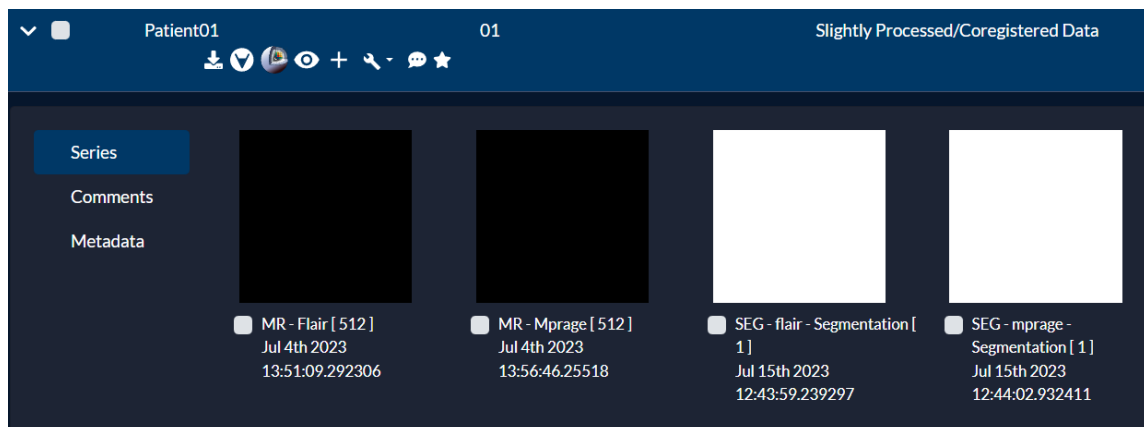 Patient01 01 Slightly Processed/Coregistered Data
Series
Comments
Metadata
MR - Flair [ 512 ]
Jul 4th 2023
13:51:09.292306
MR - Mprage [ 512 ]
Jul 4th 2023
13:56:46.25518
SEG - flair - Segmentation [
1 ]
Jul 15th 2023
12:43:59.239297
SEG - mprage -
Segmentation [ 1 ]
Jul 15th 2023
12:44:02.932411